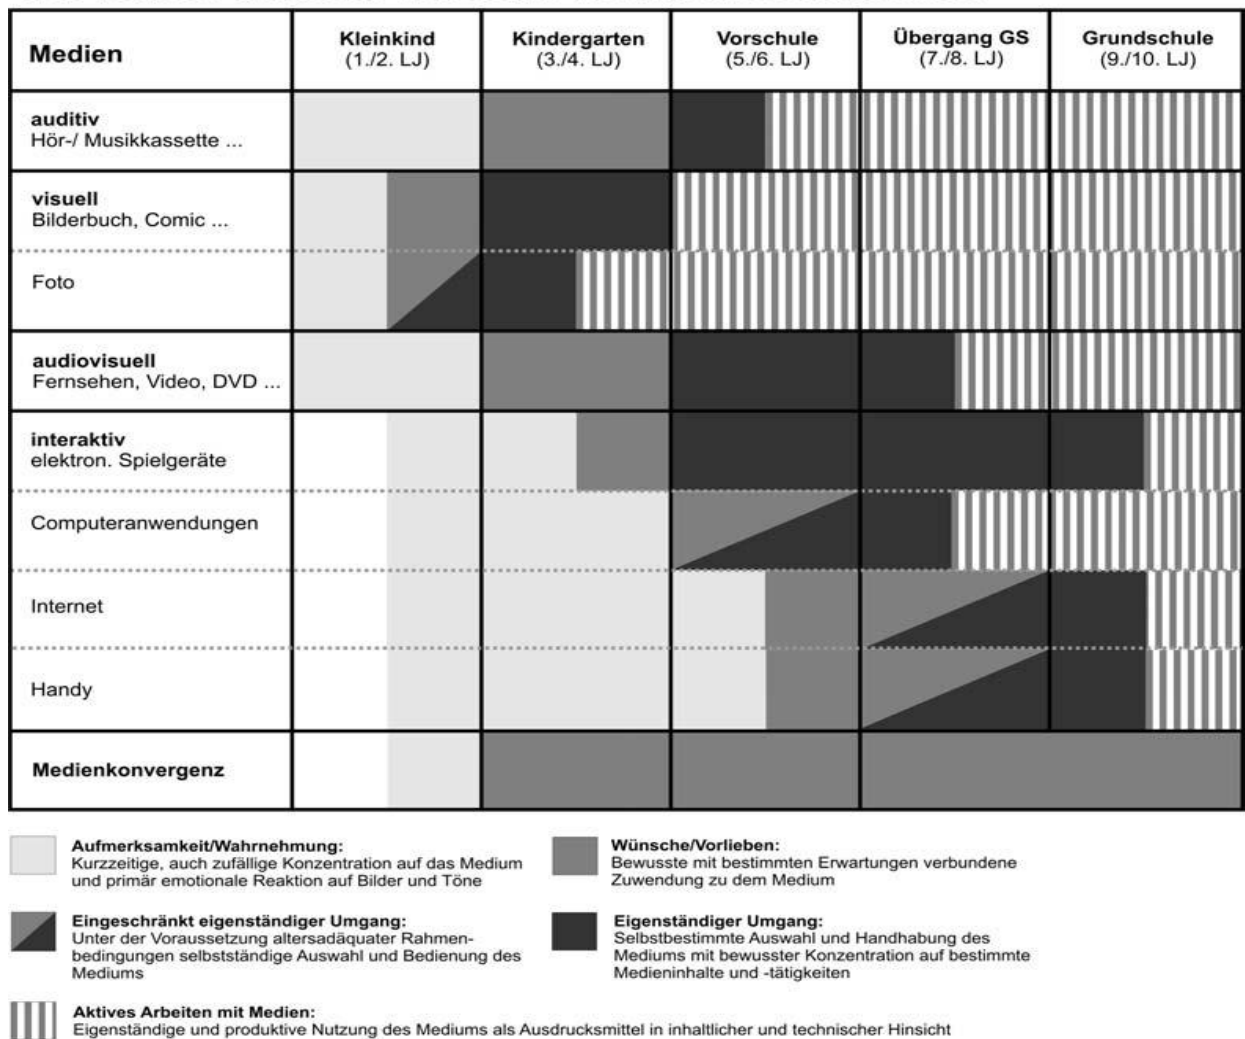 Medien
Kleinkind
(1./2. LJ)
Kindergarten
(3./4. LJ)
Vorschule
(5./6. LJ)
Übergang GS
(7./8. LJ)
Grundschule
(9./10. LJ)
auditiv
Hör-/ Musikkassette ...
visuell
Bilderbuch, Comic ...
Foto
audiovisuell
Fernsehen, Video, DVD ...
interaktiv
elektron. Spielgeräte
Computeranwendungen
Internet
Handy
Medienkonvergenz
Aufmerksamkeit/Wahrnehmung:
Kurzzeitige, auch zufällige Konzentration auf das Medium
und primär emotionale Reaktion auf Bilder und Töne
Wünsche/Vorlieben:
Bewusste mit bestimmten Erwartungen verbundene
Zuwendung zu dem Medium
Eingeschränkt eigenständiger Umgang:
Unter der Voraussetzung altersadäquater Rahmen-
bedingungen selbstständige Auswahl und Bedienung des
Mediums
Eigenständiger Umgang:
Selbstbestimmte Auswahl und Handhabung des
Mediums mit bewusster Konzentration auf bestimmte
Medieninhalte und -tätigkeiten
Aktives Arbeiten mit Medien:
Eigenständige und produktive Nutzung des Mediums als Ausdrucksmittel in inhaltlicher und technischer Hinsicht